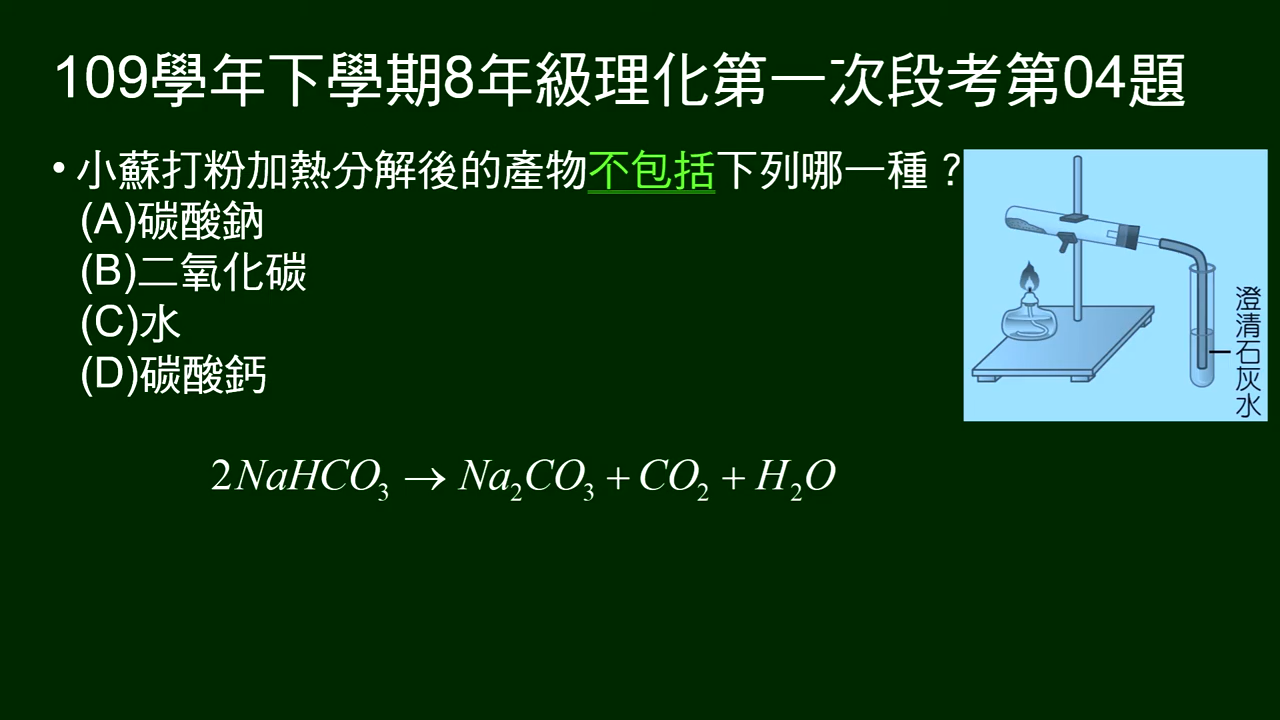 109學年下學期8年級理化第一次段考第04題
• 小蘇打粉加熱分解後的產物不包括下列哪一種？
(A)碳酸鈉
(B)二氧化碳
(C)水
(D)碳酸鈣
澄清石灰水
2NaHCO₃ → Na₂CO₃ + CO₂ + H₂O